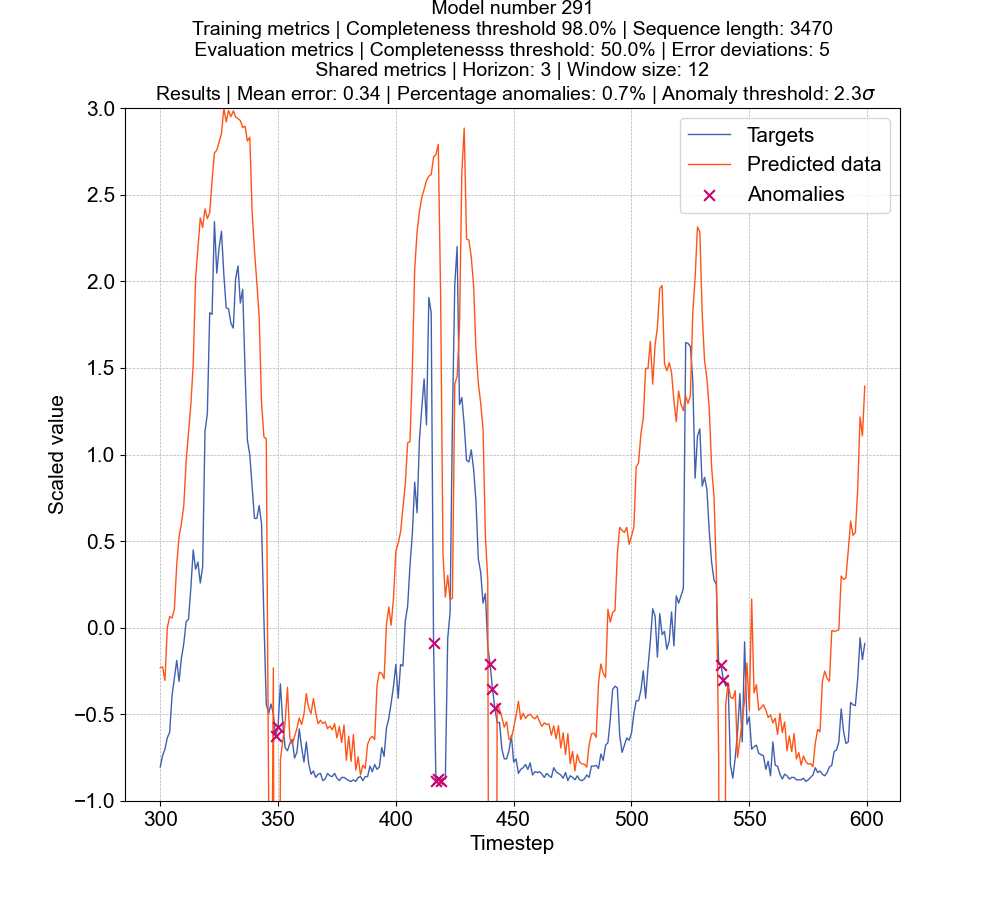 Model number 291
Training metrics | Completeness threshold 98.0% | Sequence length: 3470
Evaluation metrics | Completenesss threshold: 50.0% | Error deviations: 5
Shared metrics | Horizon: 3 | Window size: 12
Results | Mean error: 0.34 | Percentage anomalies: 0.7% | Anomaly threshold: 2.3σ
Targets
Predicted data
Anomalies
3.0
2.5
2.0
1.5
1.0
0.5
0.0
−0.5
−1.0
Scaled value
300
350
400
450
500
550
600
Timestep